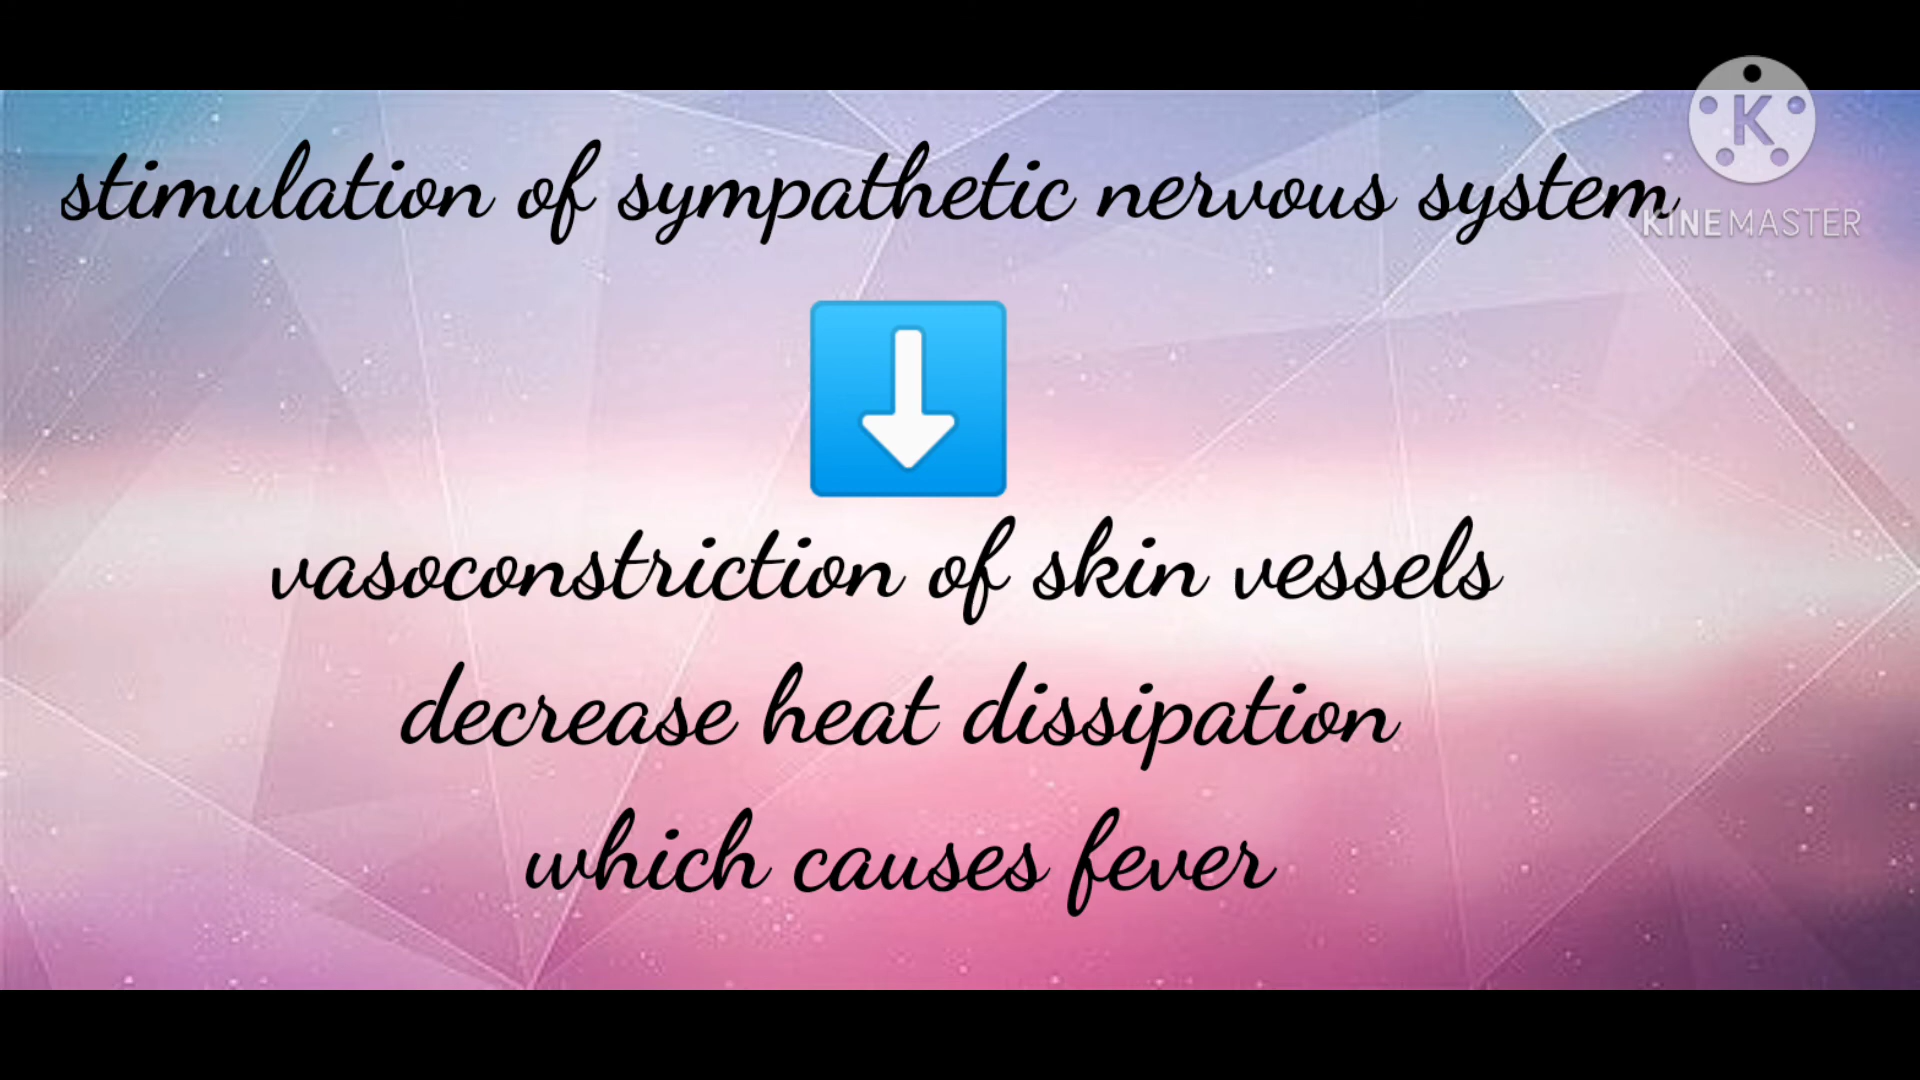 stimulation of sympathetic nervous system
K
KINEMASTER
vasoconstriction of skin vessels
decrease heat dissipation
which causes fever